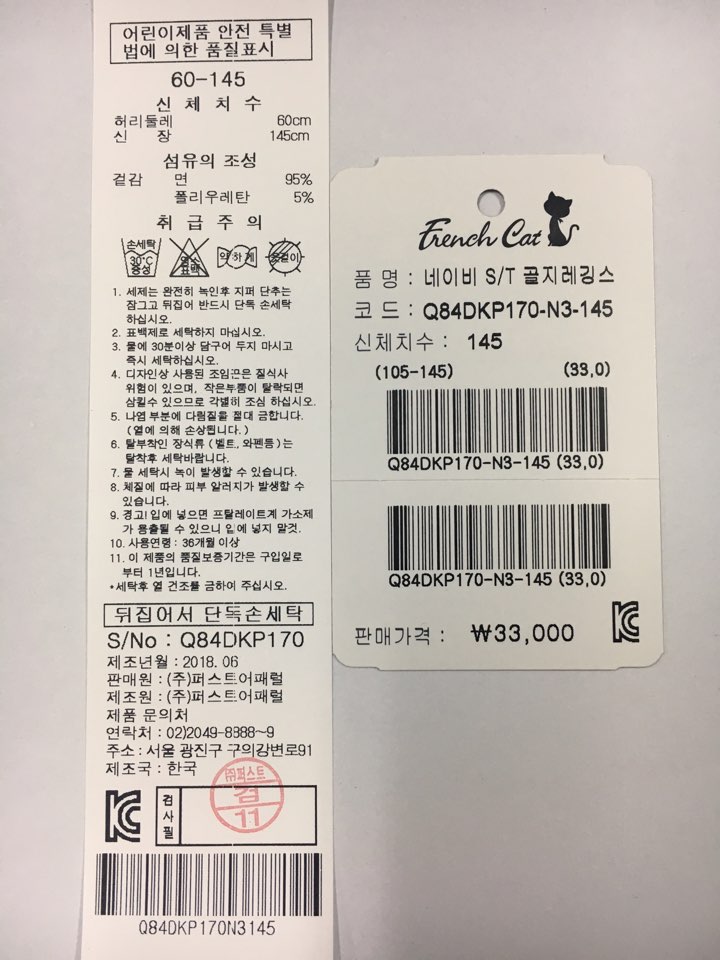 어린이제품 안전 특별
법에 의한 품질표시
60-145
신 체 치 수
허리둘레 60cm
신 장 145cm
섬유의 조성
겉감 면 95%
폴리우레탄 5%
취 급 주 의
손세탁 30°C 중성 염소표백 약하게 옷걸이
1. 세제는 완전히 녹인후 지퍼 단추는
잠그고 뒤집어 반드시 단독 손세탁
하십시오.
2. 표백제로 세탁하지 마십시오.
3. 물에 30분이상 담구어 두지 마시고
즉시 세탁하십시오.
4. 디자인상 사용된 조임끈은 질식사
위험이 있으며, 작은부품이 탈락되면
삼킬수 있으므로 각별히 조심 하십시오.
5. 나염 부분에 다림질을 절대 금합니다.
(열에 의해 손상됩니다.)
6. 탈부착인 장식류 (벨트, 와펜등)는
탈착후 세탁바랍니다.
7. 물 세탁시 녹이 발생할 수 있습니다.
8. 체질에 따라 피부 알러지가 발생할 수
있습니다.
9. 경고! 입에 넣으면 프탈레이트계 가소제
가 용출될 수 있으니 입에 넣지 말것.
10. 사용연령 : 36개월 이상
11. 이 제품의 품질보증기간은 구입일로
부터 1년입니다.
*세탁후 열 건조를 금하여 주십시오.
뒤집어서 단독손세탁
S/No : Q84DKP170
제조년월 : 2018. 06
판매원 : (주)퍼스트어패럴
제조원 : (주)퍼스트어패럴
제품 문의처
연락처 : 02)2049-8888~9
주소 : 서울 광진구 구의강변로91
제조국 : 한국
㈜퍼스트
검
11
검사필
Q84DKP170N3145
French Cat
품 명 : 네이비 S/T 골지레깅스
코 드 : Q84DKP170-N3-145
신체치수 : 145
(105-145) (33,0)
Q84DKP170-N3-145 (33,0)
Q84DKP170-N3-145 (33,0)
판매가격 : ₩33,000